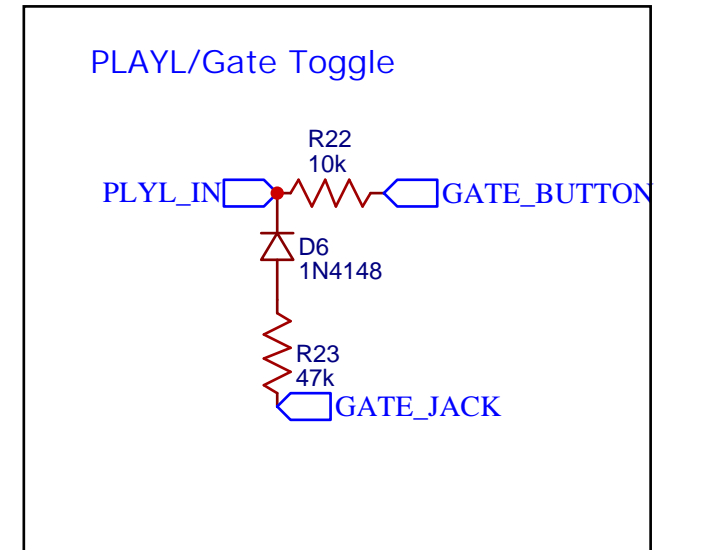 PLAYL/Gate Toggle
R22
10k
PLYL_IN
GATE_BUTTON
D6
1N4148
R23
47k
GATE_JACK